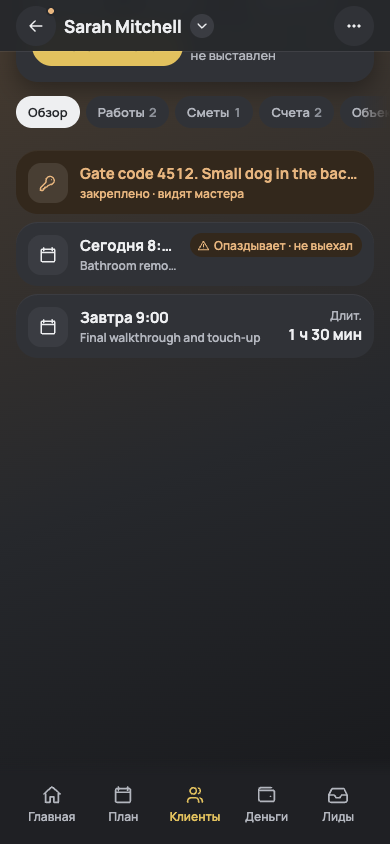 Sarah Mitchell
не выставлен
Обзор
Работы 2
Сметы 1
Счета 2
Объе
Gate code 4512. Small dog in the bac...
закреплено · видят мастера
Сегодня 8:...
Опаздывает · не выехал
Bathroom remo...
Завтра 9:00
Длит.
Final walkthrough and touch-up
1 ч 30 мин
Главная
План
Клиенты
Деньги
Лиды